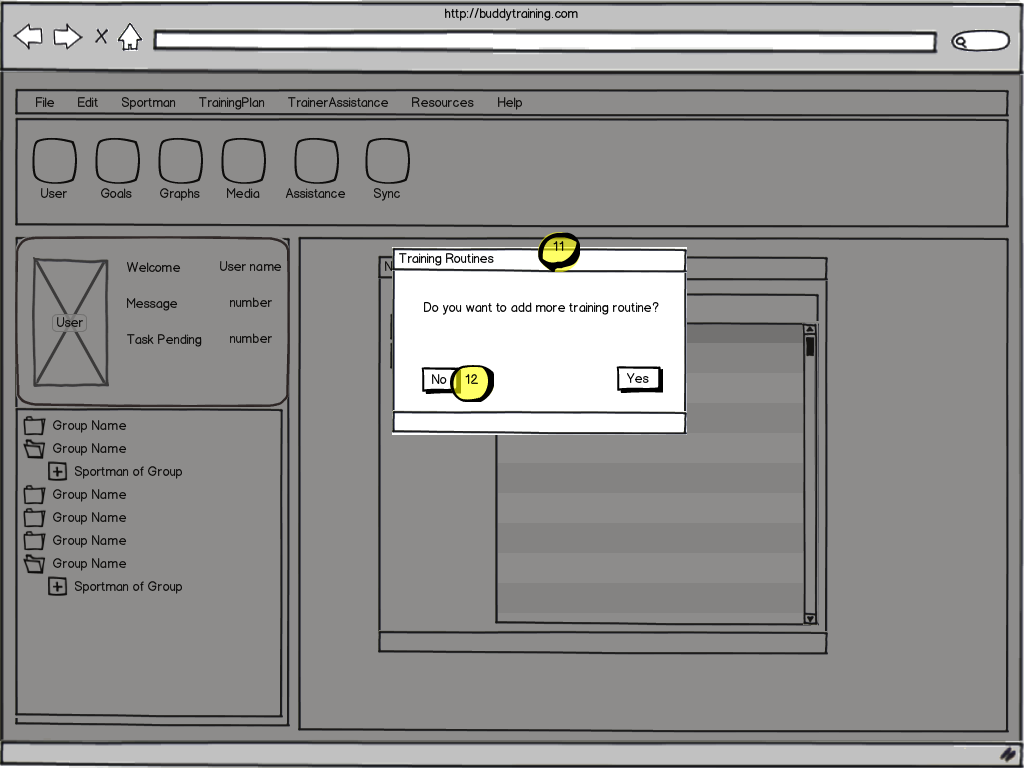 http://buddytraining.com
File Edit Sportman TrainingPlan TrainerAssistance Resources Help
User Goals Graphs Media Assistance Sync
Welcome User name
Message number
User
Task Pending number
Group Name
Group Name
Sportman of Group
Group Name
Group Name
Group Name
Group Name
Sportman of Group
N
11
Training Routines
Do you want to add more training routine?
No 12 Yes